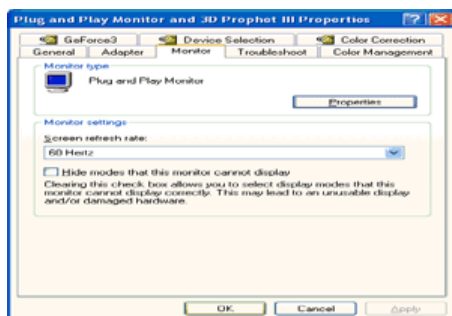 Plug and Play Monitor and 3D Prophet III Properties
GeForce3 Device Selection Color Correction
General Adapter Monitor Troubleshoot Color Management
Monitor type
Plug and Play Monitor
Properties
Monitor settings
Screen refresh rate:
60 Hertz
Hide modes that this monitor cannot display
Clearing this check box allows you to select display modes that this
monitor cannot display correctly. This may lead to an unusable display
and/or damaged hardware.
OK Cancel Apply